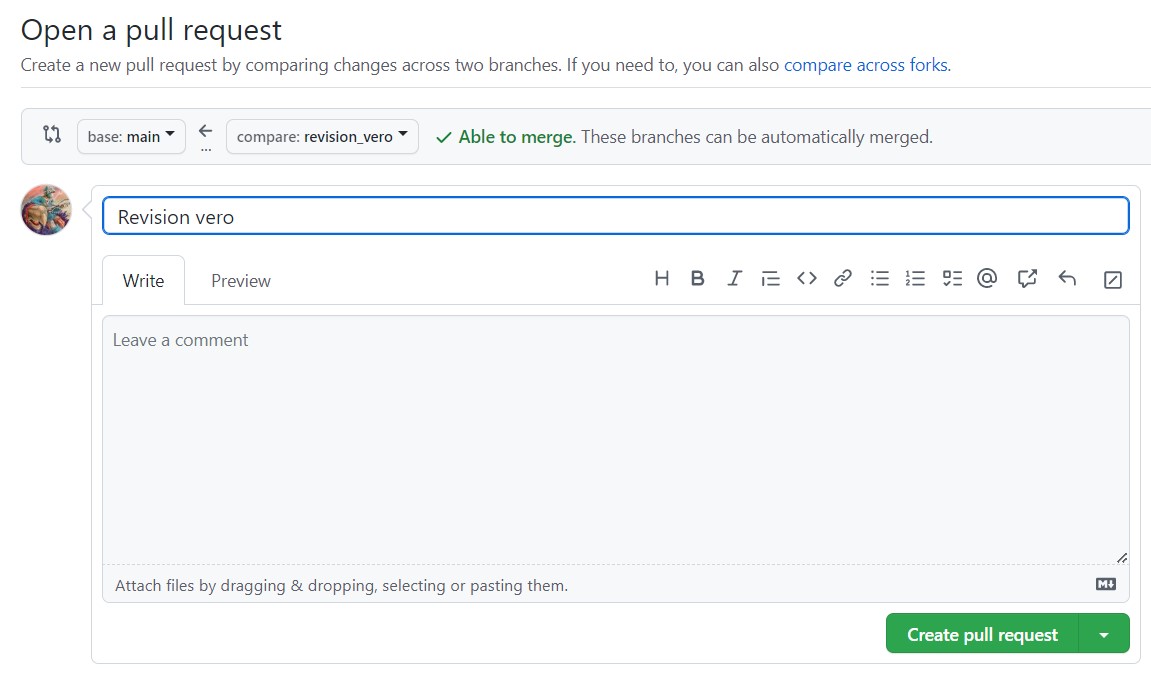 Open a pull request
Create a new pull request by comparing changes across two branches. If you need to, you can also compare across forks.
base: main
...
compare: revision_vero
Able to merge. These branches can be automatically merged.
Revision vero
Write
Preview
Leave a comment
Attach files by dragging & dropping, selecting or pasting them.
Create pull request